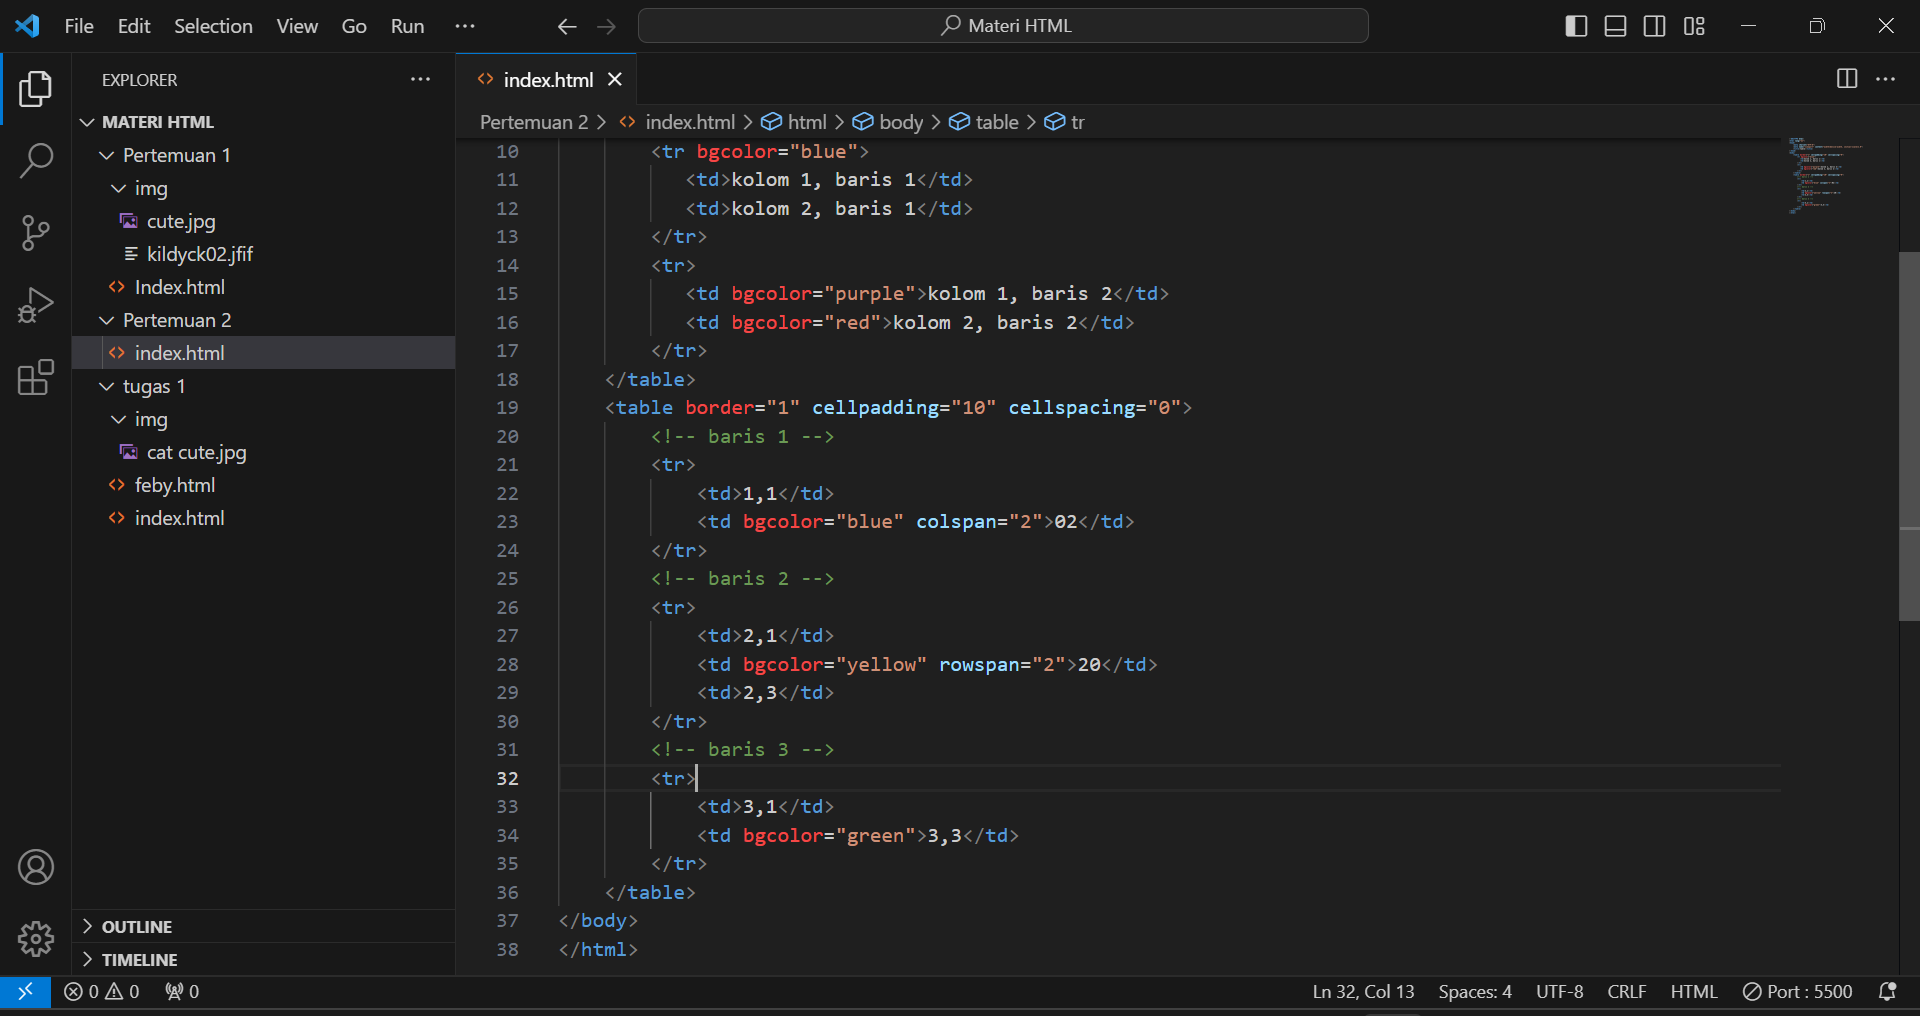 File Edit Selection View Go Run ··· Materi HTML
EXPLORER ···
MATERI HTML
Pertemuan 1
img
cute.jpg
kildyck02.jfif
Index.html
Pertemuan 2
index.html
tugas 1
img
cat cute.jpg
feby.html
index.html
OUTLINE
TIMELINE
index.html
Pertemuan 2 > index.html > html > body > table > tr
10 <tr bgcolor="blue">
11 <td>kolom 1, baris 1</td>
12 <td>kolom 2, baris 1</td>
13 </tr>
14 <tr>
15 <td bgcolor="purple">kolom 1, baris 2</td>
16 <td bgcolor="red">kolom 2, baris 2</td>
17 </tr>
18 </table>
19 <table border="1" cellpadding="10" cellspacing="0">
20 <!-- baris 1 -->
21 <tr>
22 <td>1,1</td>
23 <td bgcolor="blue" colspan="2">02</td>
24 </tr>
25 <!-- baris 2 -->
26 <tr>
27 <td>2,1</td>
28 <td bgcolor="yellow" rowspan="2">20</td>
29 <td>2,3</td>
30 </tr>
31 <!-- baris 3 -->
32 <tr>
33 <td>3,1</td>
34 <td bgcolor="green">3,3</td>
35 </tr>
36 </table>
37 </body>
38 </html>
0 0 0 Ln 32, Col 13 Spaces: 4 UTF-8 CRLF HTML Port : 5500